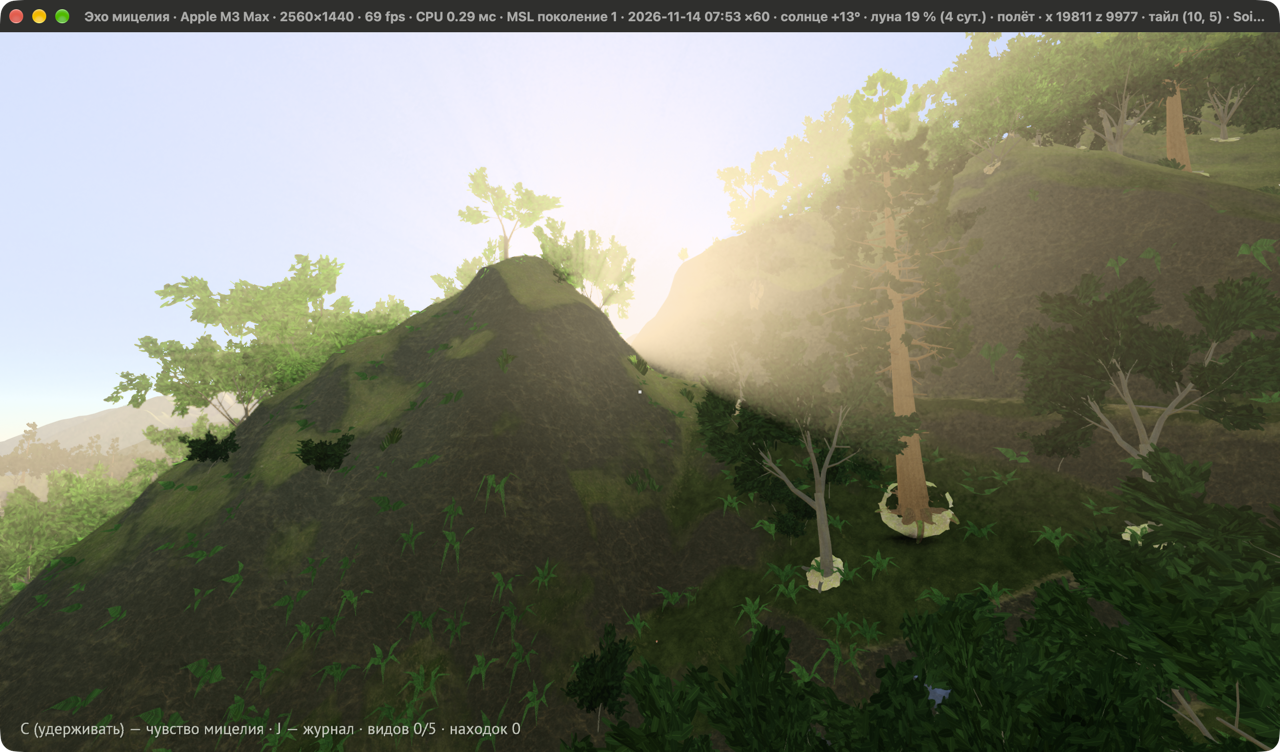 Эхо мицелия · Apple M3 Max · 2560×1440 · 69 fps · CPU 0.29 мс · MSL поколение 1 · 2026-11-14 07:53 ×60 · солнце +13° · луна 19 % (4 сут.) · полёт · x 19811 z 9977 · тайл (10, 5) · Soi...
C (удерживать) — чувство мицелия · J — журнал · видов 0/5 · находок 0